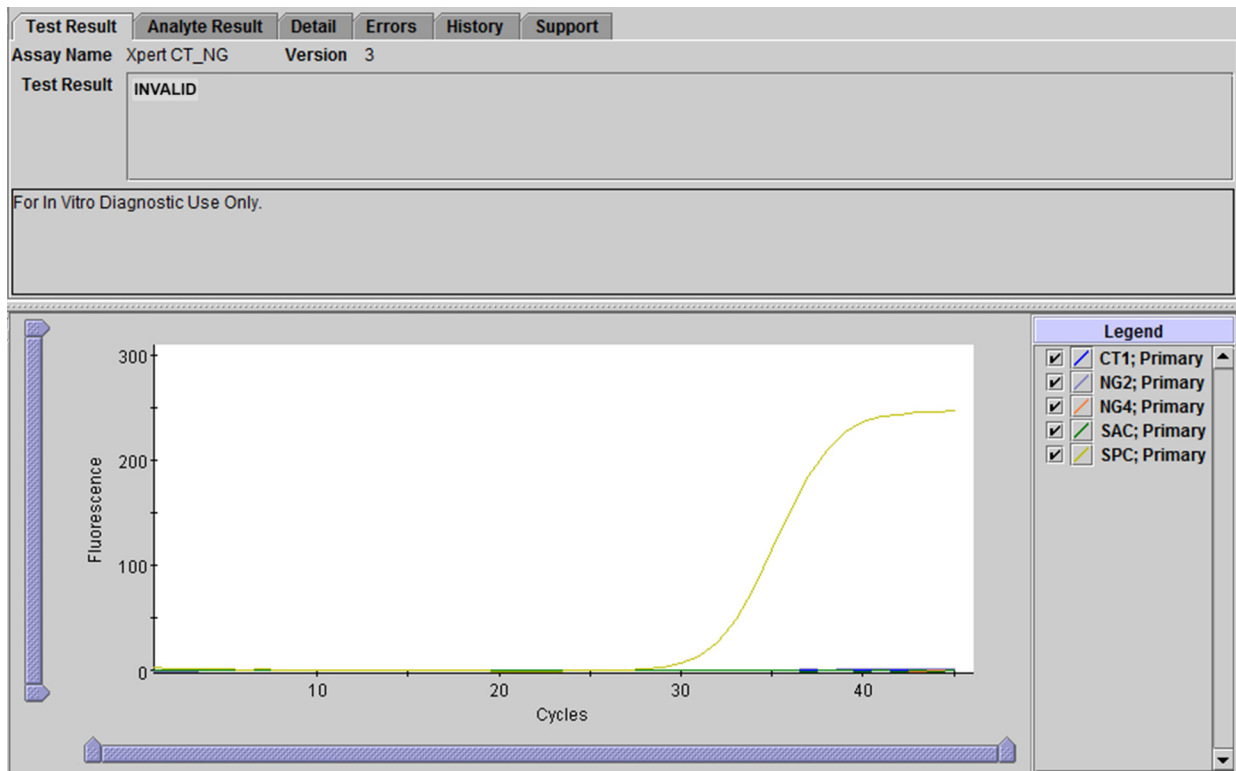 Test Result Analyte Result Detail Errors History Support
Assay Name Xpert CT_NG Version 3
Test Result INVALID
For In Vitro Diagnostic Use Only.
Legend
CT1; Primary
NG2; Primary
NG4; Primary
SAC; Primary
SPC; Primary
300
200
100
0
Fluorescence
10 20 30 40
Cycles